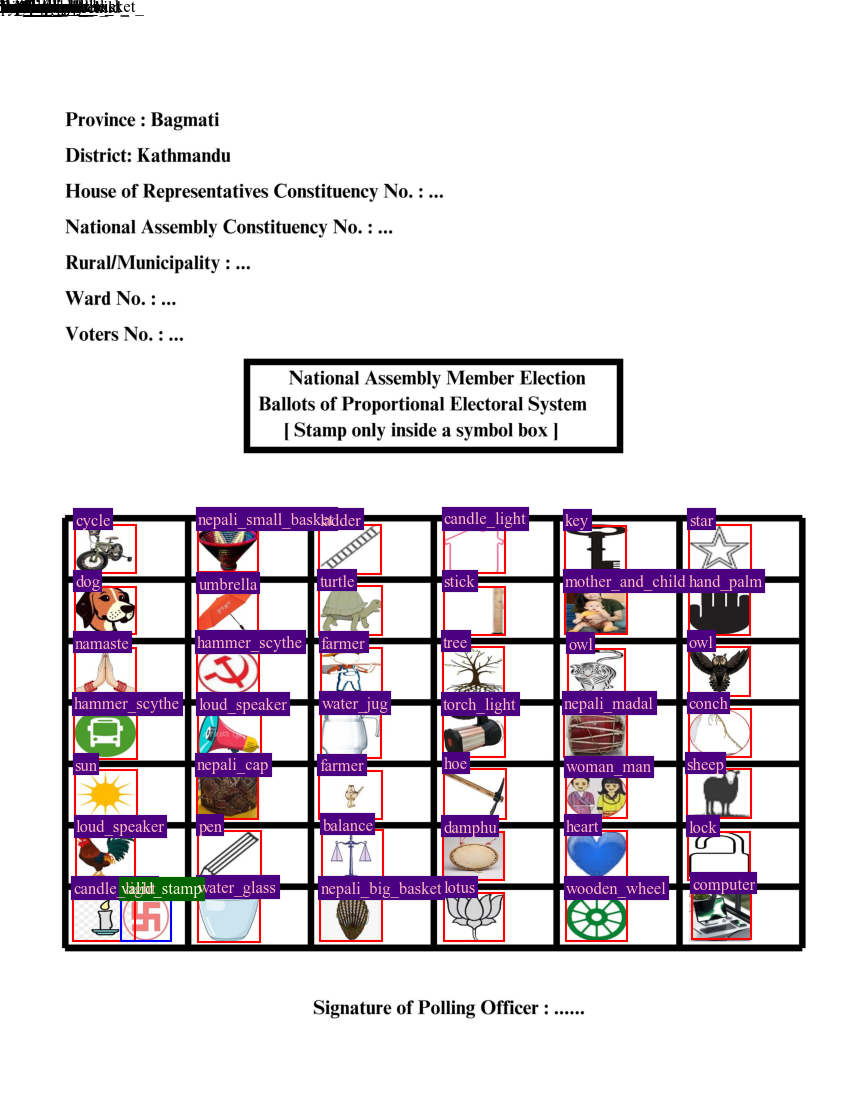 Province : Bagmati
District: Kathmandu
House of Representatives Constituency No. : ...
National Assembly Constituency No. : ...
Rural/Municipality : ...
Ward No. : ...
Voters No. : ...
National Assembly Member Election
Ballots of Proportional Electoral System
[ Stamp only inside a symbol box ]
cycle nepali_small_basket ladder candle_light key star
dog umbrella turtle stick mother_and_child hand_palm
namaste hammer_scythe farmer tree owl owl
hammer_scythe loud_speaker water_jug torch_light nepali_madal conch
sun nepali_cap farmer hoe woman_man sheep
loud_speaker pen balance damphu heart lock
candle_light valid_stamp water_glass nepali_big_basket lotus wooden_wheel computer
Signature of Polling Officer : ......